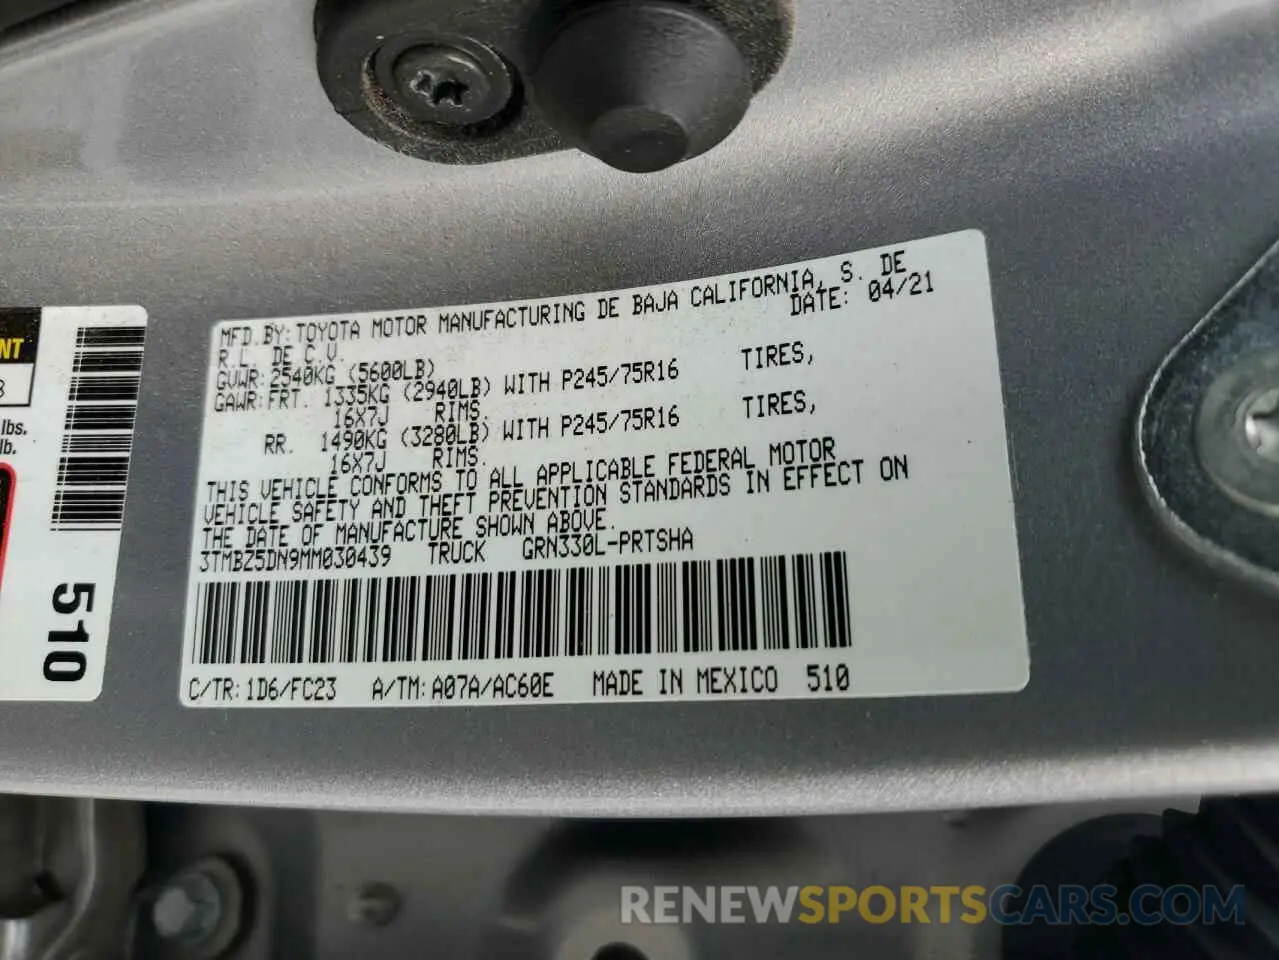 MFD.BY:TOYOTA MOTOR MANUFACTURING DE BAJA CALIFORNIA, S. DE
R.L. DE C.V. DATE: 04/21
GVWR:2540KG (5600LB)
GAWR:FRT. 1335KG (2940LB) WITH P245/75R16 TIRES,
16X7J RIMS.
RR. 1490KG (3280LB) WITH P245/75R16 TIRES,
16X7J RIMS.
THIS VEHICLE CONFORMS TO ALL APPLICABLE FEDERAL MOTOR
VEHICLE SAFETY AND THEFT PREVENTION STANDARDS IN EFFECT ON
THE DATE OF MANUFACTURE SHOWN ABOVE.
3TMBZ5DN9MM030439 TRUCK GRN330L-PRTSHA
C/TR:1D6/FC23 A/TM:A07A/AC60E MADE IN MEXICO 510
lbs.
lb.
510
RENEWSPORTSCARS.COM